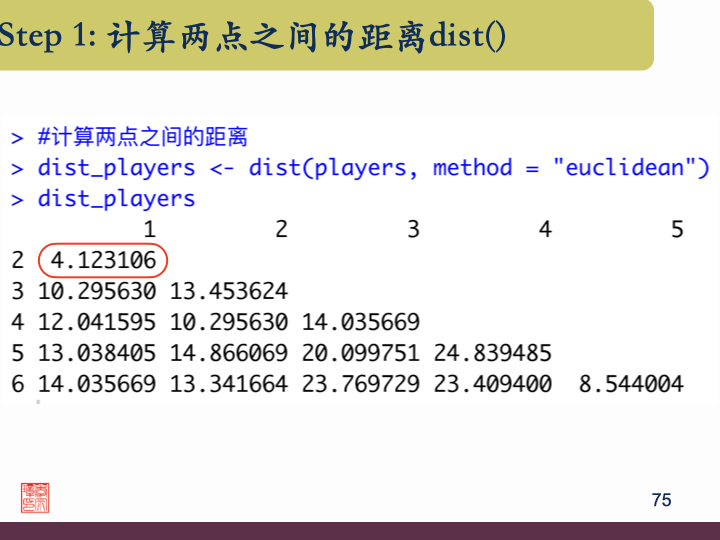 Step 1: 计算两点之间的距离dist()
> #计算两点之间的距离
> dist_players <- dist(players, method = "euclidean")
> dist_players
1 2 3 4 5
2 4.123106
3 10.295630 13.453624
4 12.041595 10.295630 14.035669
5 13.038405 14.866069 20.099751 24.839485
6 14.035669 13.341664 23.769729 23.409400 8.544004
75